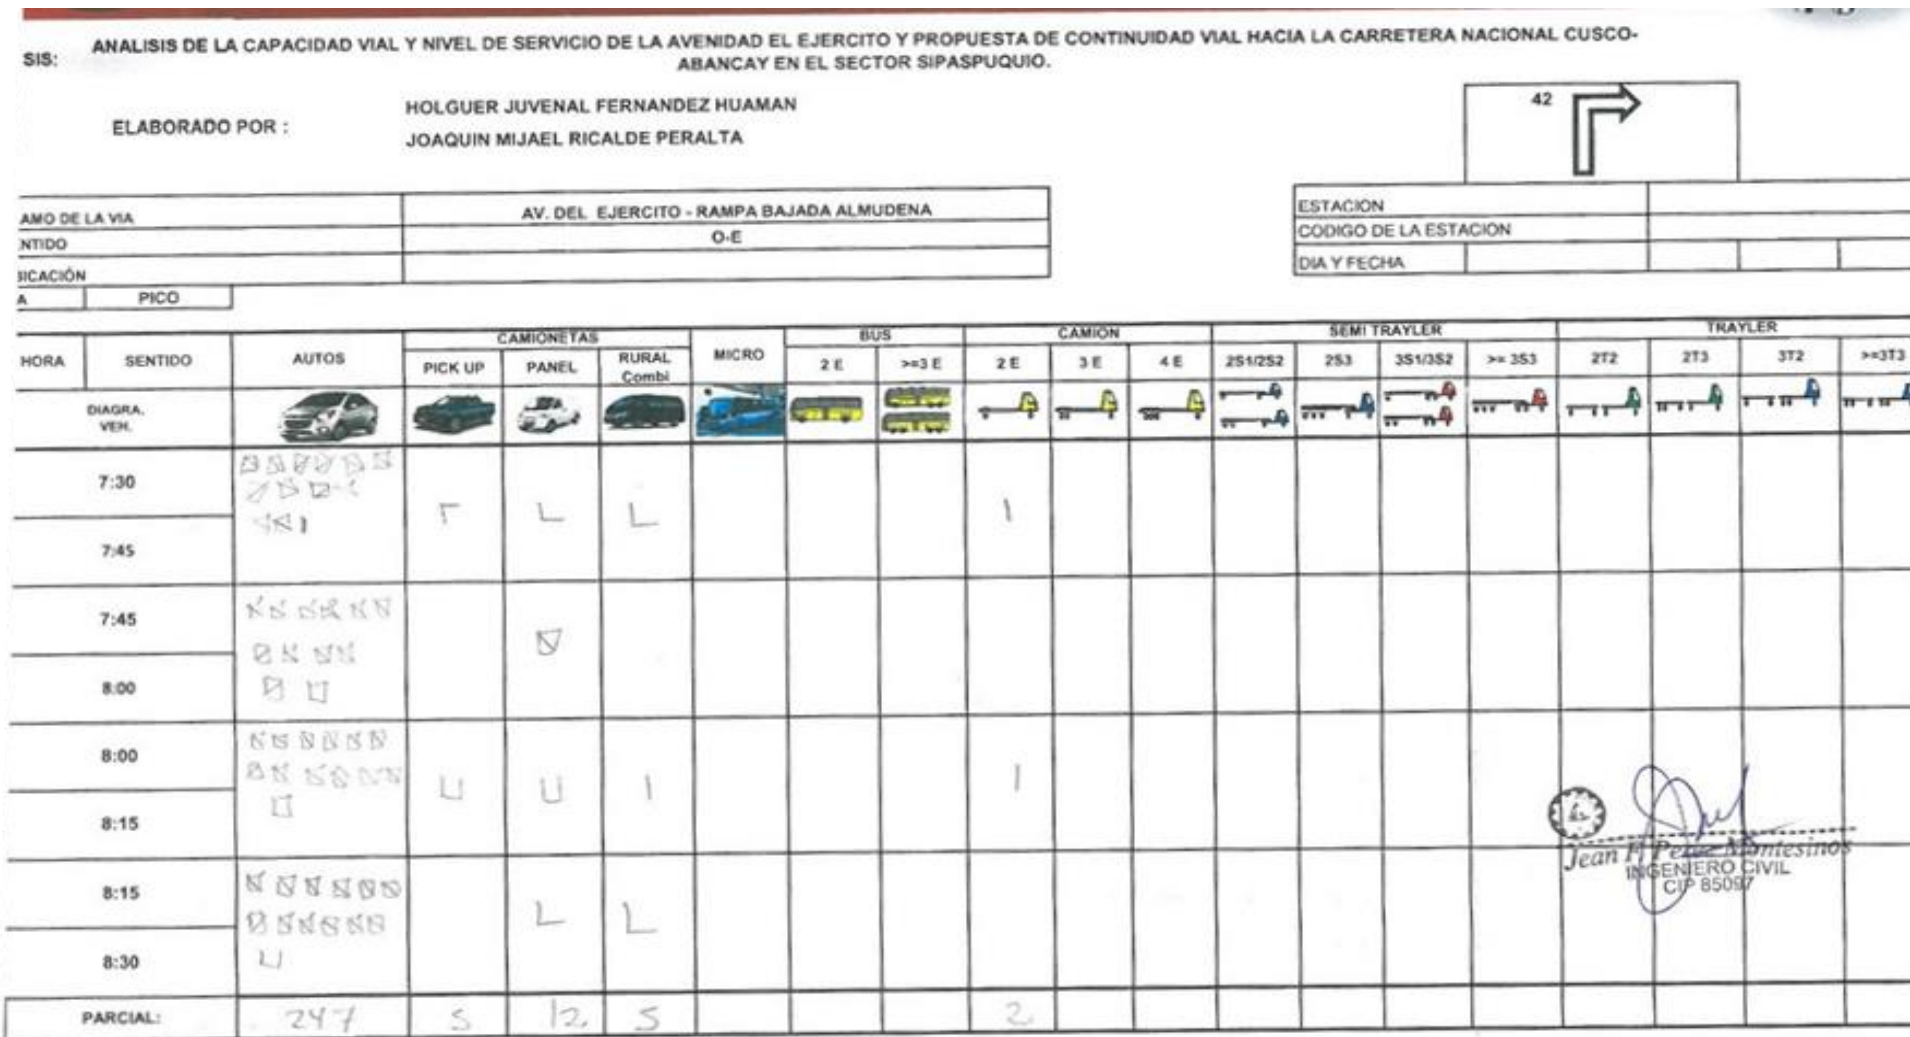 SIS: ANALISIS DE LA CAPACIDAD VIAL Y NIVEL DE SERVICIO DE LA AVENIDAD EL EJERCITO Y PROPUESTA DE CONTINUIDAD VIAL HACIA LA CARRETERA NACIONAL CUSCO-
ABANCAY EN EL SECTOR SIPASPUQUIO.
ELABORADO POR :
HOLGUER JUVENAL FERNANDEZ HUAMAN
JOAQUIN MIJAEL RICALDE PERALTA
42
AMO DE LA VIA AV. DEL EJERCITO - RAMPA BAJADA ALMUDENA
NTIDO O-E
BICACIÓN
A PICO
ESTACION
CODIGO DE LA ESTACION
DIA Y FECHA
HORA SENTIDO AUTOS CAMIONETAS MICRO BUS CAMION SEMI TRAYLER TRAYLER
PICK UP PANEL RURAL Combi 2 E >=3 E 2 E 3 E 4 E 2S1/2S2 2S3 3S1/3S2 >= 3S3 2T2 2T3 3T2 >=3T3
DIAGRA.
VEH.
7:30
7:45
7:45
8:00
8:00
8:15
8:15
8:30
Jean F. Perez Montesinos
INGENIERO CIVIL
CIP 85097
PARCIAL: 247 5 12 5 2